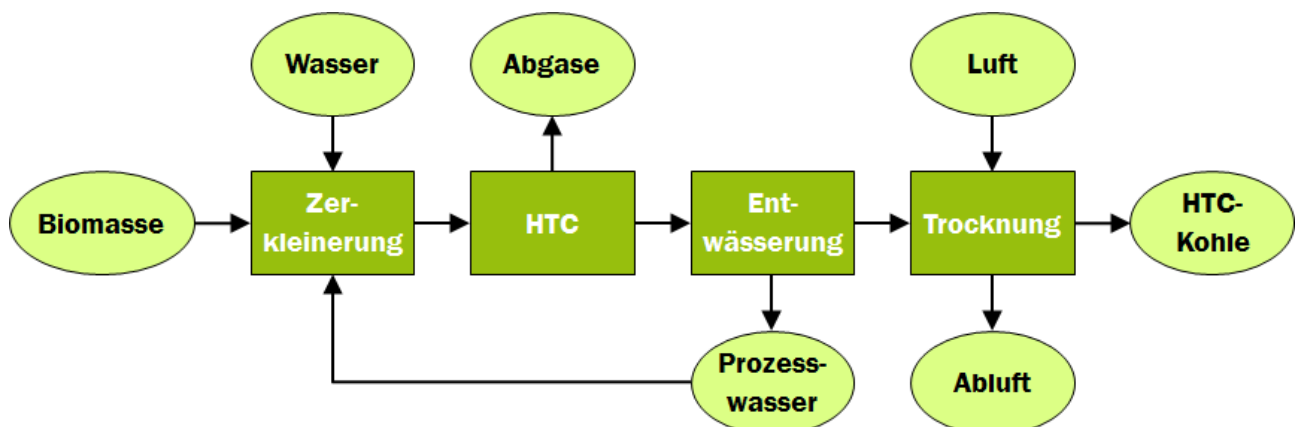 Wasser
Abgase
Luft
Biomasse
Zer-
kleinerung
HTC
Ent-
wässerung
Trocknung
HTC-
Kohle
Prozess-
wasser
Abluft